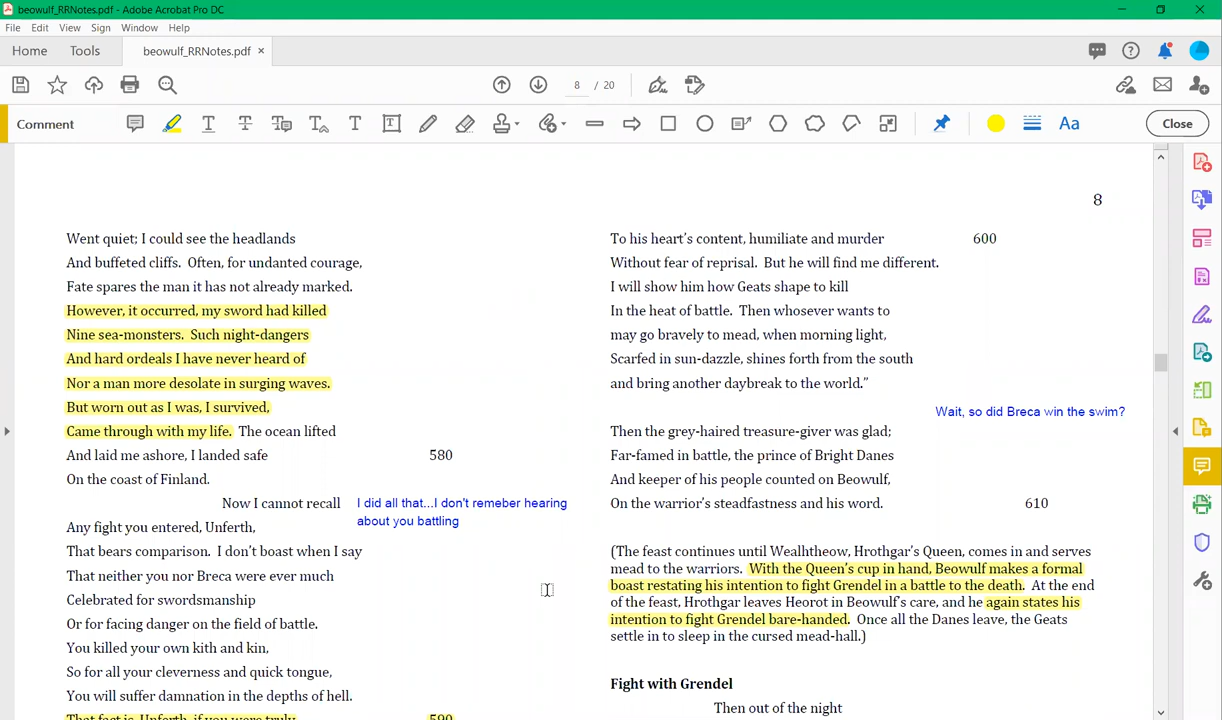 beowulf_RRNotes.pdf - Adobe Acrobat Pro DC
File Edit View Sign Window Help
Home Tools beowulf_RRNotes.pdf ×
8 / 20
Comment
Close
8
Went quiet; I could see the headlands
And buffeted cliffs. Often, for undanted courage,
Fate spares the man it has not already marked.
However, it occurred, my sword had killed
Nine sea-monsters. Such night-dangers
And hard ordeals I have never heard of
Nor a man more desolate in surging waves.
But worn out as I was, I survived,
Came through with my life. The ocean lifted
And laid me ashore, I landed safe 580
On the coast of Finland.
Now I cannot recall
I did all that...I don't remeber hearing
about you battling
Any fight you entered, Unferth,
That bears comparison. I don't boast when I say
That neither you nor Breca were ever much
Celebrated for swordsmanship
Or for facing danger on the field of battle.
You killed your own kith and kin,
So for all your cleverness and quick tongue,
You will suffer damnation in the depths of hell.
That fact is, Unferth, if you were truly 590
To his heart's content, humiliate and murder 600
Without fear of reprisal. But he will find me different.
I will show him how Geats shape to kill
In the heat of battle. Then whosever wants to
may go bravely to mead, when morning light,
Scarfed in sun-dazzle, shines forth from the south
and bring another daybreak to the world."
Wait, so did Breca win the swim?
Then the grey-haired treasure-giver was glad;
Far-famed in battle, the prince of Bright Danes
And keeper of his people counted on Beowulf,
On the warrior's steadfastness and his word. 610
(The feast continues until Wealhtheow, Hrothgar's Queen, comes in and serves
mead to the warriors. With the Queen's cup in hand, Beowulf makes a formal
boast restating his intention to fight Grendel in a battle to the death. At the end
of the feast, Hrothgar leaves Heorot in Beowulf's care, and he again states his
intention to fight Grendel bare-handed. Once all the Danes leave, the Geats
settle in to sleep in the cursed mead-hall.)
Fight with Grendel
Then out of the night